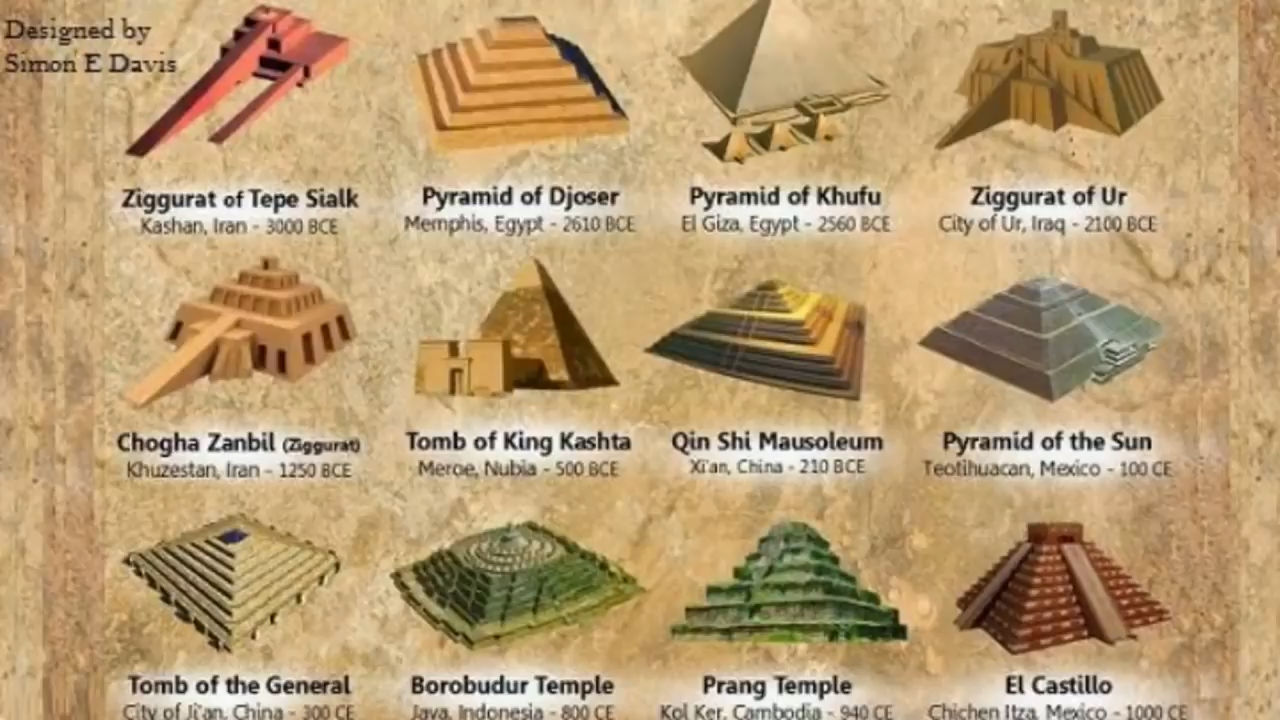 Designed by
Simon E Davis
Ziggurat of Tepe Sialk
Kashan, Iran - 3000 BCE
Pyramid of Djoser
Memphis, Egypt - 2610 BCE
Pyramid of Khufu
El Giza, Egypt - 2560 BCE
Ziggurat of Ur
City of Ur, Iraq - 2100 BCE
Chogha Zanbil (Ziggurat)
Khuzestan, Iran - 1250 BCE
Tomb of King Kashta
Meroe, Nubia - 500 BCE
Qin Shi Mausoleum
Xi'an, China - 210 BCE
Pyramid of the Sun
Teotihuacan, Mexico - 100 CE
Tomb of the General
City of Ji'an, China - 300 CE
Borobudur Temple
Java, Indonesia - 800 CE
Prang Temple
Kol Ker, Cambodia - 940 CE
El Castillo
Chichen Itza, Mexico - 1000 CE